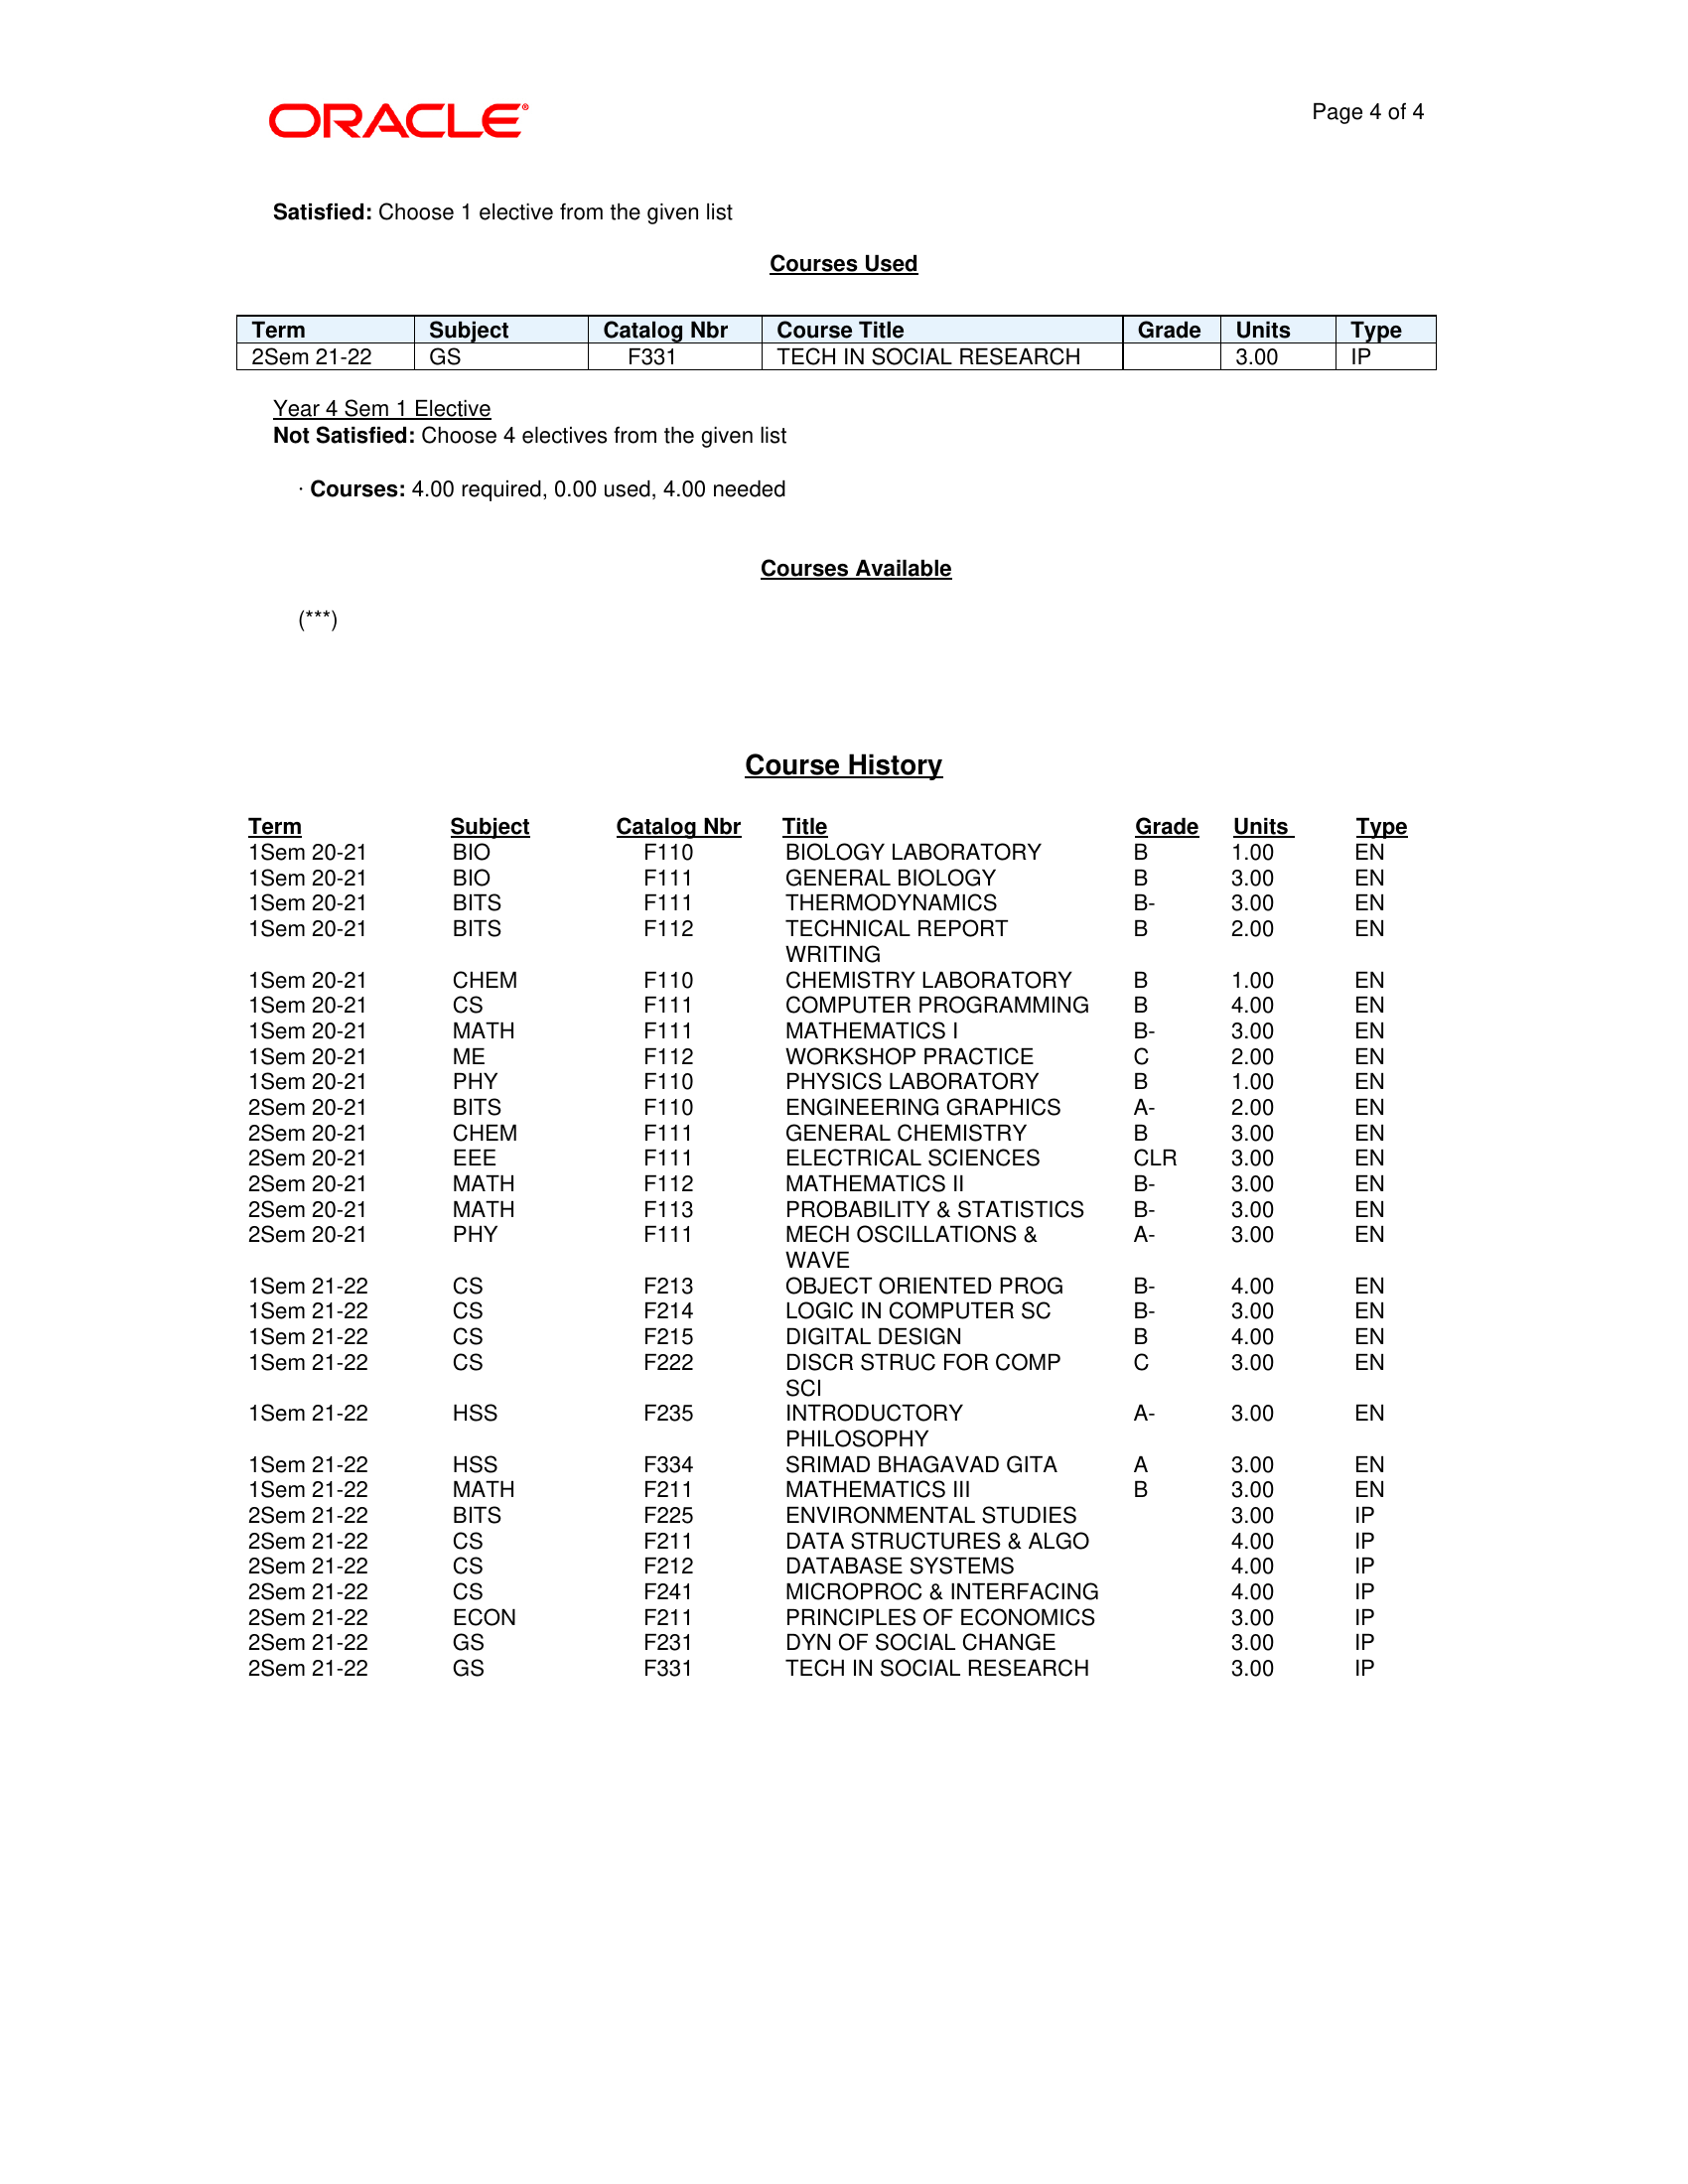 ORACLE®
Page 4 of 4
Satisfied: Choose 1 elective from the given list
Courses Used
Term Subject Catalog Nbr Course Title Grade Units Type
2Sem 21-22 GS F331 TECH IN SOCIAL RESEARCH 3.00 IP
Year 4 Sem 1 Elective
Not Satisfied: Choose 4 electives from the given list
· Courses: 4.00 required, 0.00 used, 4.00 needed
Courses Available
(***)
Course History
Term Subject Catalog Nbr Title Grade Units Type
1Sem 20-21 BIO F110 BIOLOGY LABORATORY B 1.00 EN
1Sem 20-21 BIO F111 GENERAL BIOLOGY B 3.00 EN
1Sem 20-21 BITS F111 THERMODYNAMICS B- 3.00 EN
1Sem 20-21 BITS F112 TECHNICAL REPORT B 2.00 EN
WRITING
1Sem 20-21 CHEM F110 CHEMISTRY LABORATORY B 1.00 EN
1Sem 20-21 CS F111 COMPUTER PROGRAMMING B 4.00 EN
1Sem 20-21 MATH F111 MATHEMATICS I B- 3.00 EN
1Sem 20-21 ME F112 WORKSHOP PRACTICE C 2.00 EN
1Sem 20-21 PHY F110 PHYSICS LABORATORY B 1.00 EN
2Sem 20-21 BITS F110 ENGINEERING GRAPHICS A- 2.00 EN
2Sem 20-21 CHEM F111 GENERAL CHEMISTRY B 3.00 EN
2Sem 20-21 EEE F111 ELECTRICAL SCIENCES CLR 3.00 EN
2Sem 20-21 MATH F112 MATHEMATICS II B- 3.00 EN
2Sem 20-21 MATH F113 PROBABILITY & STATISTICS B- 3.00 EN
2Sem 20-21 PHY F111 MECH OSCILLATIONS & A- 3.00 EN
WAVE
1Sem 21-22 CS F213 OBJECT ORIENTED PROG B- 4.00 EN
1Sem 21-22 CS F214 LOGIC IN COMPUTER SC B- 3.00 EN
1Sem 21-22 CS F215 DIGITAL DESIGN B 4.00 EN
1Sem 21-22 CS F222 DISCR STRUC FOR COMP C 3.00 EN
SCI
1Sem 21-22 HSS F235 INTRODUCTORY A- 3.00 EN
PHILOSOPHY
1Sem 21-22 HSS F334 SRIMAD BHAGAVAD GITA A 3.00 EN
1Sem 21-22 MATH F211 MATHEMATICS III B 3.00 EN
2Sem 21-22 BITS F225 ENVIRONMENTAL STUDIES 3.00 IP
2Sem 21-22 CS F211 DATA STRUCTURES & ALGO 4.00 IP
2Sem 21-22 CS F212 DATABASE SYSTEMS 4.00 IP
2Sem 21-22 CS F241 MICROPROC & INTERFACING 4.00 IP
2Sem 21-22 ECON F211 PRINCIPLES OF ECONOMICS 3.00 IP
2Sem 21-22 GS F231 DYN OF SOCIAL CHANGE 3.00 IP
2Sem 21-22 GS F331 TECH IN SOCIAL RESEARCH 3.00 IP